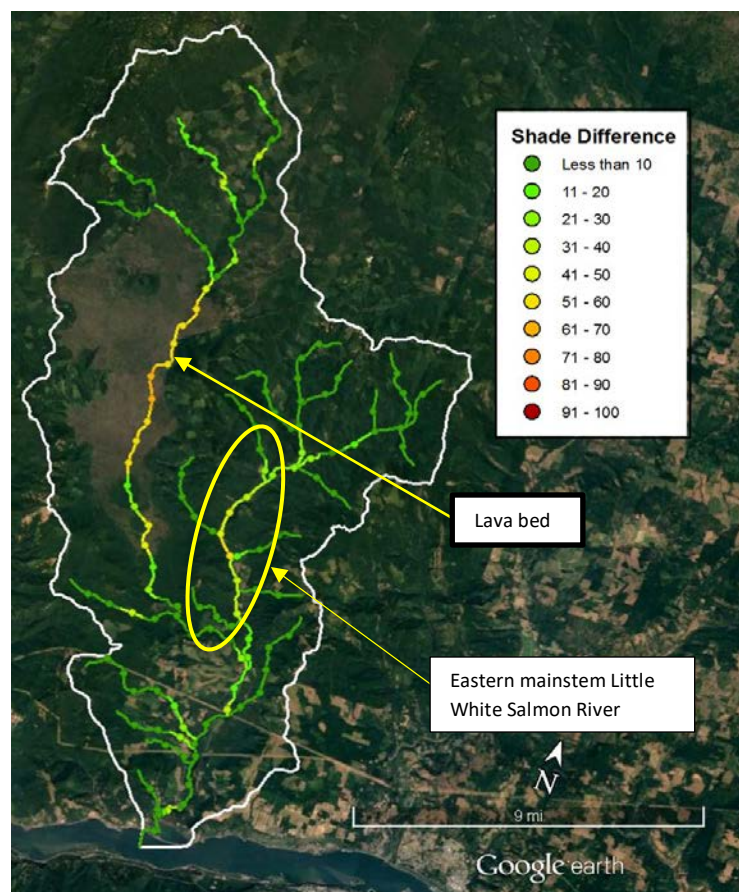 Shade Difference
Less than 10
11 - 20
21 - 30
31 - 40
41 - 50
51 - 60
61 - 70
71 - 80
81 - 90
91 - 100
Lava bed
Eastern mainstem Little
White Salmon River
N
9 mi
Google earth